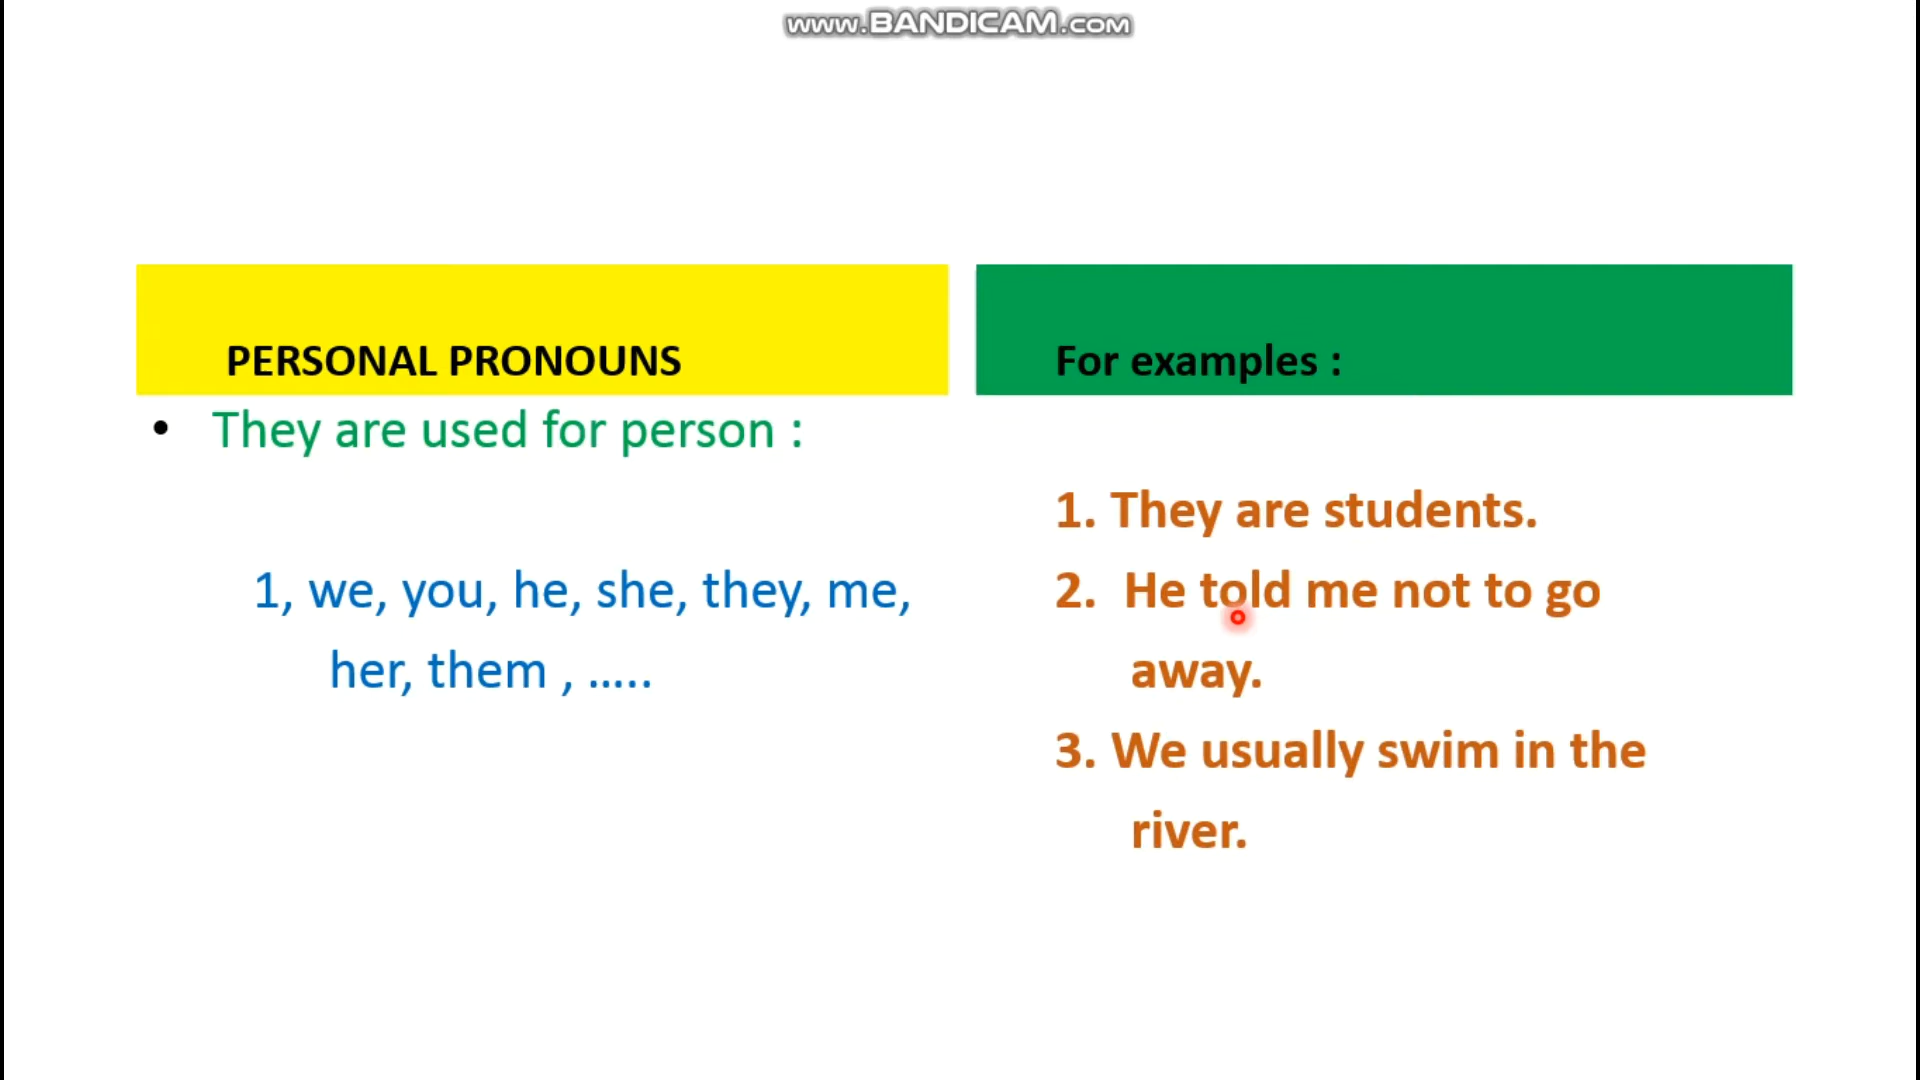 www.BANDICAM.com
PERSONAL PRONOUNS
• They are used for person :
1, we, you, he, she, they, me,
her, them , .....
For examples :
1. They are students.
2. He told me not to go
away.
3. We usually swim in the
river.